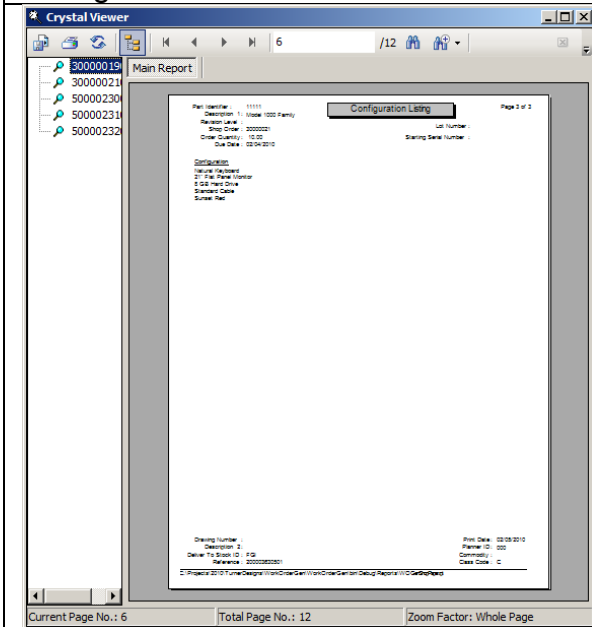 Crystal Viewer
6 /12
30000019
30000021
50000230
50000231
50000232
Main Report
Part Identifier : 11111 Configuration Listing Page 3 of 3
Description 1 : Model 1000 Family
Revision Level : Lot Number :
Shop Order : 30000021
Order Quantity : 10.00 Starting Serial Number :
Due Date : 02/04/2010
Configuration
Natural Keyboard
21" Flat Panel Monitor
8 GB Hard Drive
Standard Cable
Sunset Red
Drawing Number : Print Date: 02/05/2010
Description 2: Planner ID: 000
Deliver To Stock ID : FGI Commodity :
Reference : 200003820501 Class Code : C
Current Page No.: 6 Total Page No.: 12 Zoom Factor: Whole Page